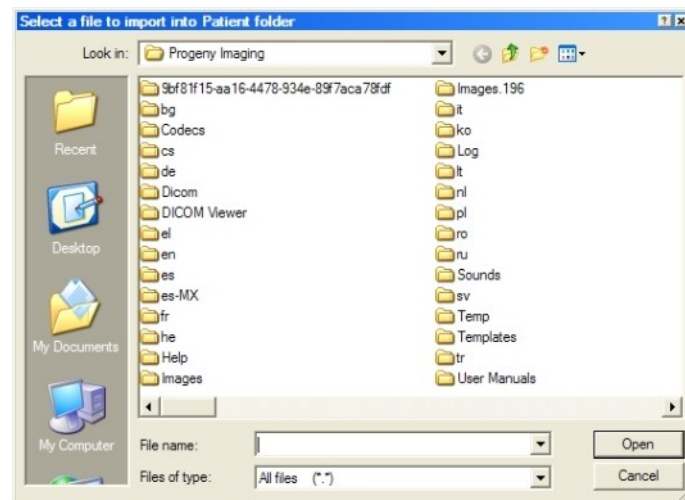 Select a file to import into Patient folder
Look in: Progeny Imaging
Recent
Desktop
My Documents
My Computer
9bf81f15-aa16-4478-934e-89f7aca78fdf
bg
Codecs
cs
de
Dicom
DICOM Viewer
el
en
es
es-MX
fr
he
Help
Images
Images.196
it
ko
Log
lt
nl
pl
ro
ru
Sounds
sv
Temp
Templates
tr
User Manuals
File name:
Open
Files of type: All files (*.*)
Cancel